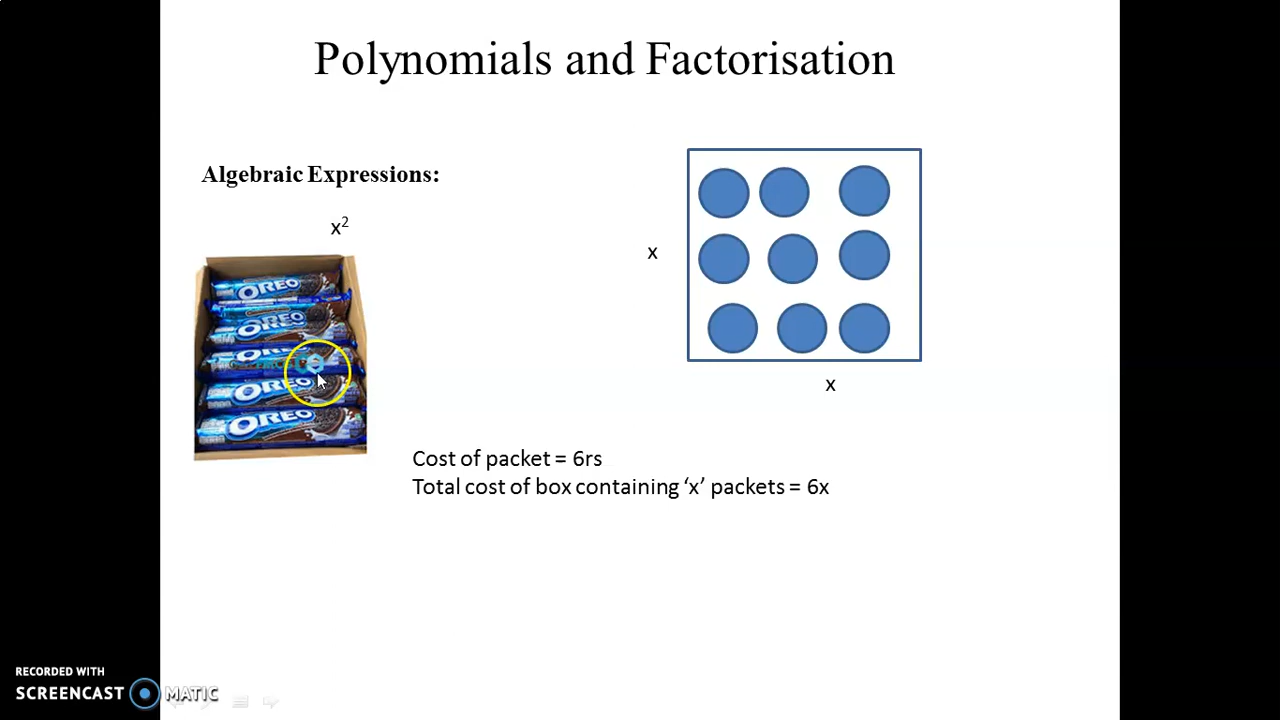 Polynomials and Factorisation
Algebraic Expressions:
x²
x
OREO
OREO
OREO
OREO
OREO
x
Cost of packet = 6rs
Total cost of box containing ‘x’ packets = 6x
RECORDED WITH
SCREENCAST MATIC